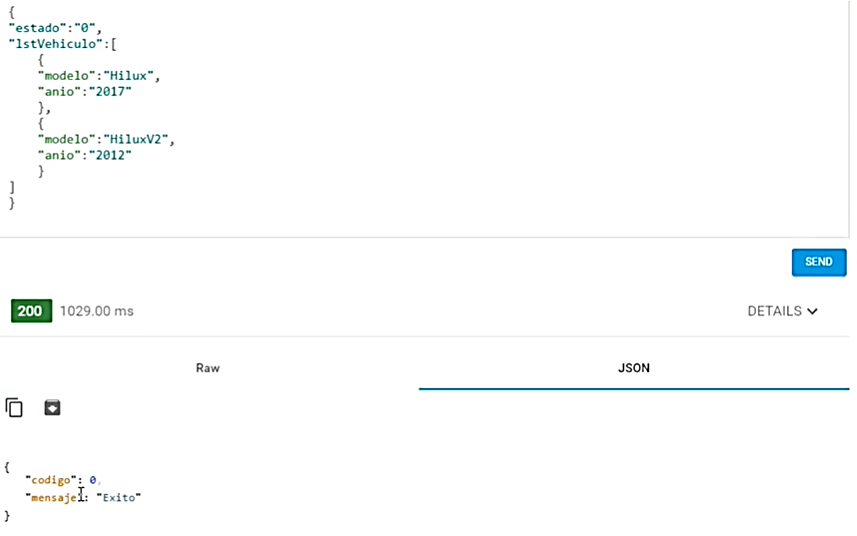 {
"estado":"0",
"lstVehiculo":[
{
"modelo":"Hilux",
"anio":"2017"
},
{
"modelo":"HiluxV2",
"anio":"2012"
}
]
}
SEND
200 1029.00 ms DETAILS
Raw JSON
{
"codigo": 0,
"mensaje": "Exito"
}